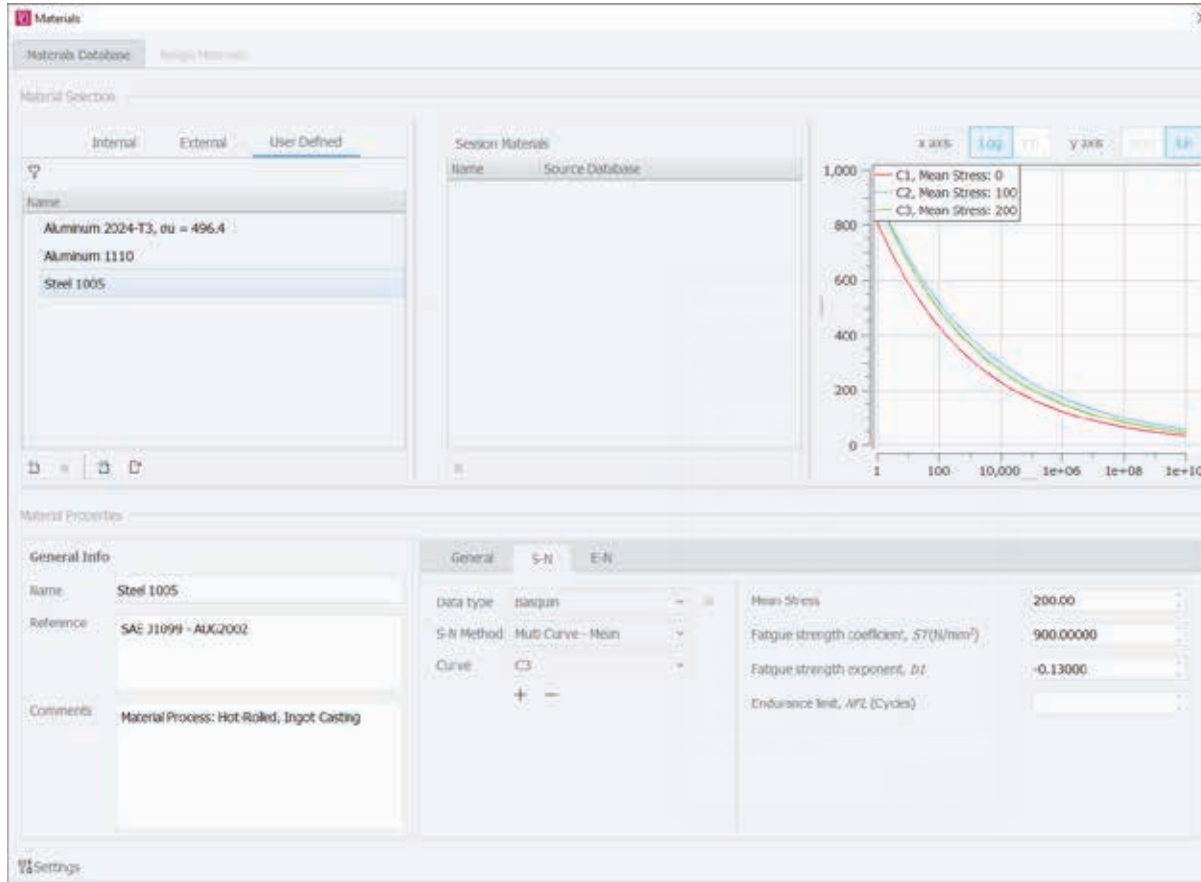 Materials
Materials Database
Assign Materials
Material Selection
Internal External User Defined
Name
Aluminum 2024-T3, σu = 496.4
Aluminum 1110
Steel 1005
Session Materials
Name Source Database
x axis Log y axis Lin
C1, Mean Stress: 0
C2, Mean Stress: 100
C3, Mean Stress: 200
1,000
800
600
400
200
0
1 100 10,000 1e+06 1e+08 1e+10
Material Properties
General Info
Name Steel 1005
Reference SAE J1099 - AUG2002
Comments Material Process: Hot-Rolled, Ingot Casting
General S-N E-N
Data type Basquin
S-N Method Multi Curve - Mean
Curve C3
+ −
Mean Stress 200.00
Fatigue strength coefficient, (N/mm²) 900.00000
Fatigue strength exponent, -0.13000
Endurance limit, (Cycles)
Settings